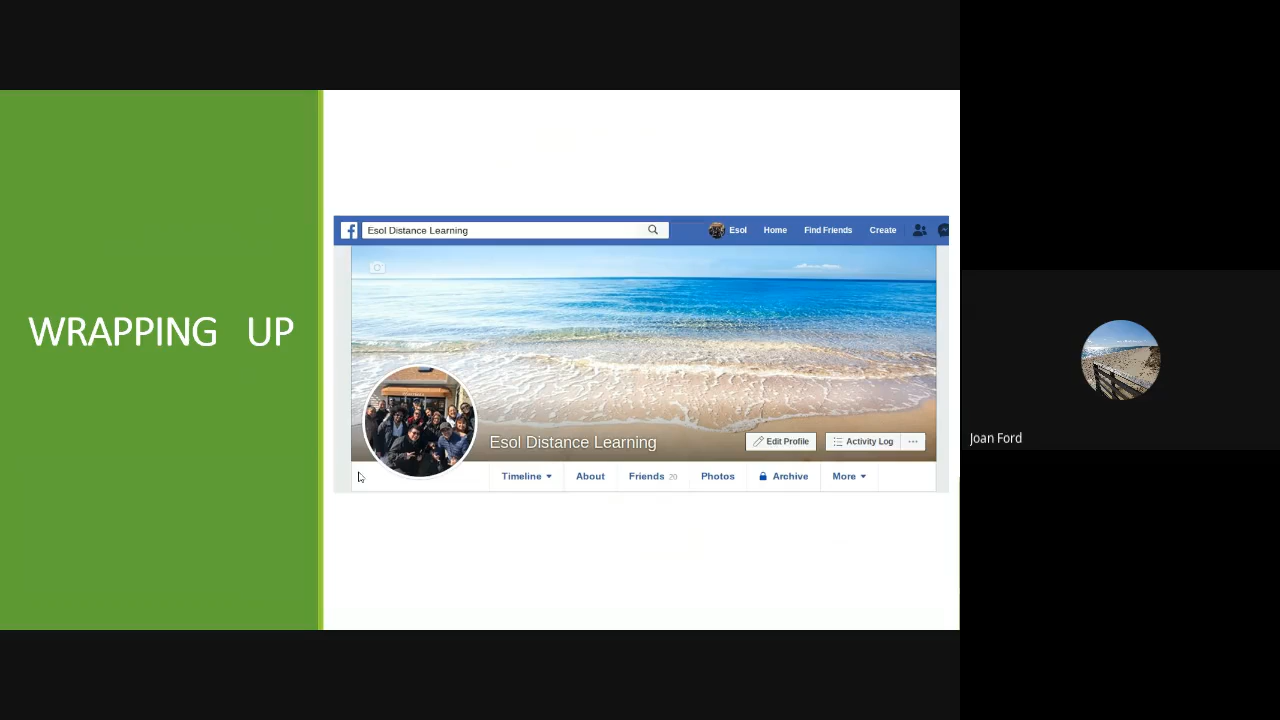 WRAPPING UP
Esol Distance Learning
Esol Home Find Friends Create
Esol Distance Learning
Edit Profile
Activity Log
Timeline About Friends 20 Photos Archive More
Joan Ford